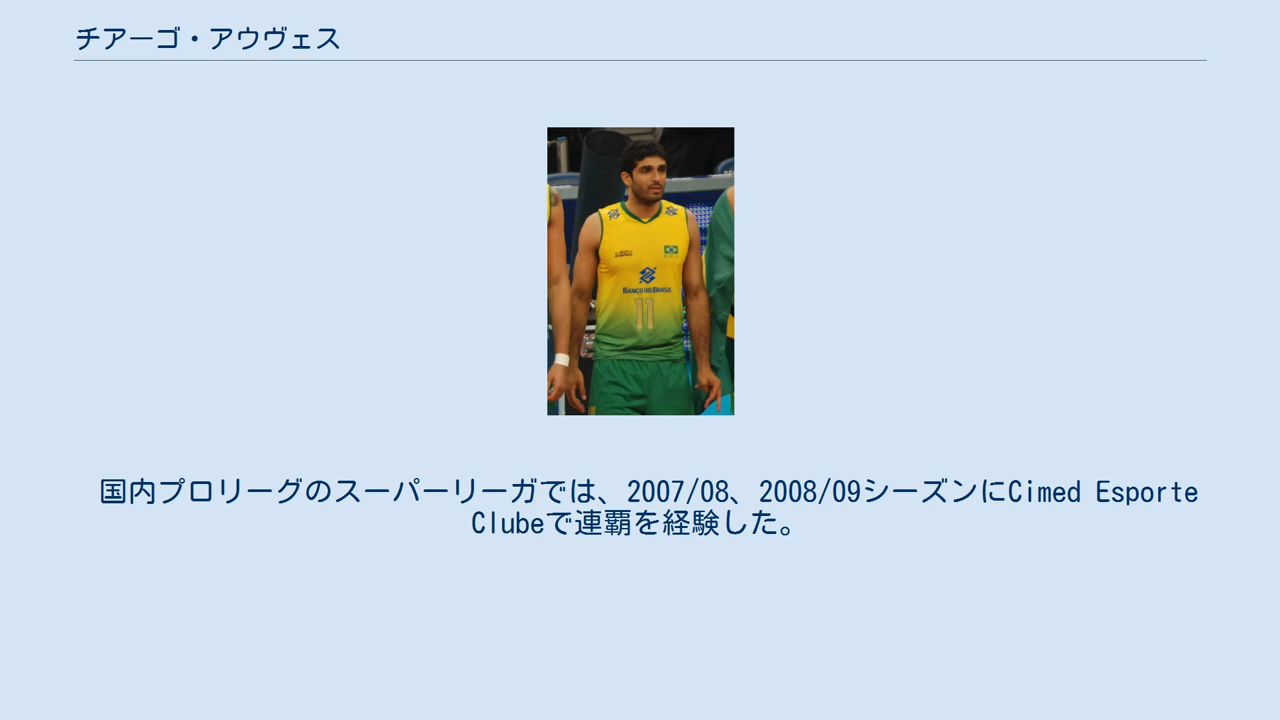 チアーゴ・アウヴェス
BANCO DO BRASIL
11
国内プロリーグのスーパーリーガでは、2007/08、2008/09シーズンにCimed Esporte
Clubeで連覇を経験した。